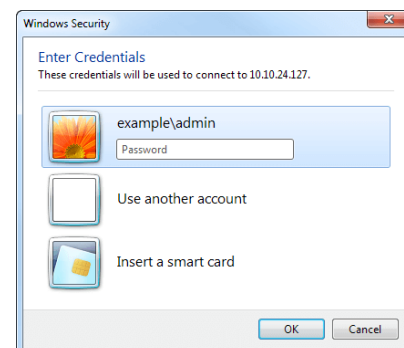 Windows Security
Enter Credentials
These credentials will be used to connect to 10.10.24.127.
example\admin
Password
Use another account
Insert a smart card
OK
Cancel